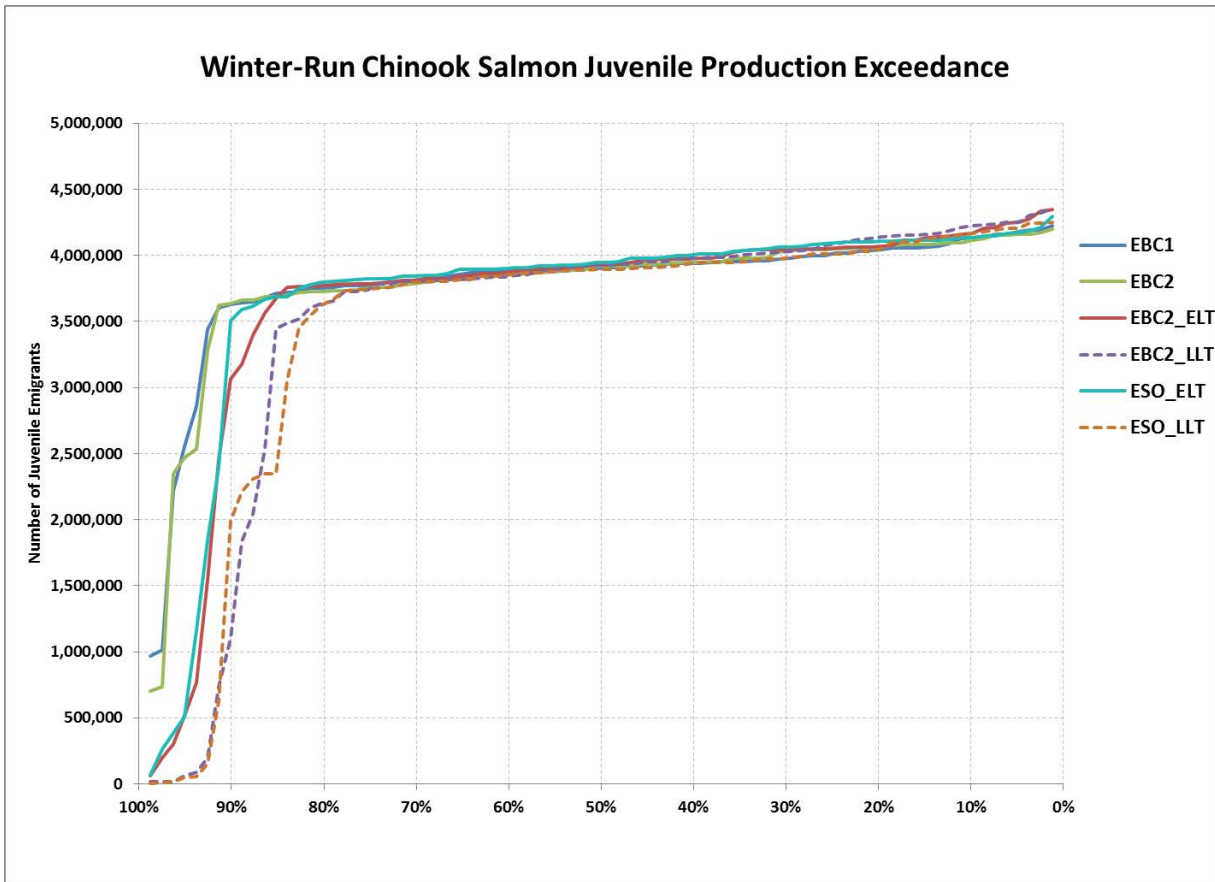 Winter-Run Chinook Salmon Juvenile Production Exceedance
Number of Juvenile Emigrants
5,000,000
4,500,000
4,000,000
3,500,000
3,000,000
2,500,000
2,000,000
1,500,000
1,000,000
500,000
0
100% 90% 80% 70% 60% 50% 40% 30% 20% 10% 0%
EBC1
EBC2
EBC2_ELT
EBC2_LLT
ESO_ELT
ESO_LLT